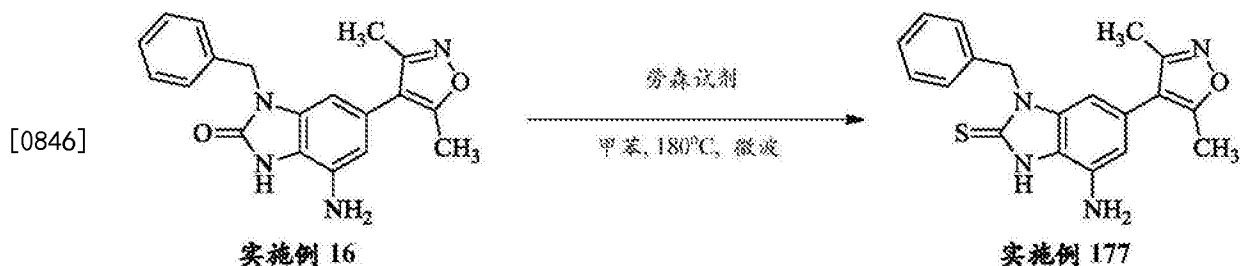 H₃C
N
O
CH₃
N
O
N
H
NH₂
实施例 16
[0846]
劳森试剂
甲苯, 180°C, 微波
H₃C
N
O
CH₃
N
S
N
H
NH₂
实施例 177